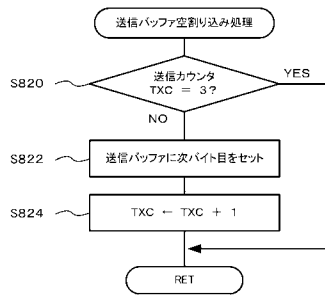 送信バッファ空割り込み処理
S820
送信カウンタ
TXC = 3?
YES
NO
S822
送信バッファに次バイト目をセット
S824
TXC ← TXC + 1
RET